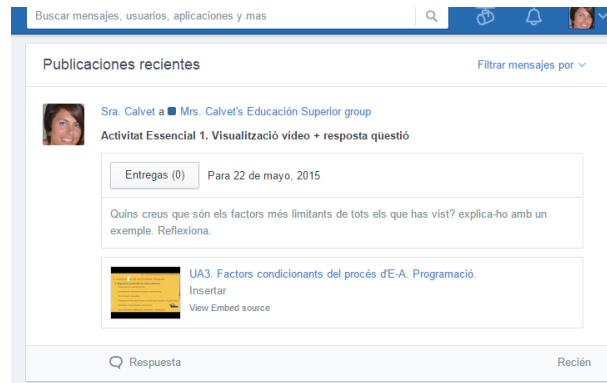 Buscar mensajes, usuarios, aplicaciones y mas
Publicaciones recientes
Filtrar mensajes por
Sra. Calvet a Mrs. Calvet's Educación Superior group
Activitat Essencial 1. Visualització vídeo + resposta qüestió
Entregas (0)
Para 22 de mayo, 2015
Quins creus que són els factors més limitants de tots els que has vist? explica-ho amb un
exemple. Reflexiona.
UA3. Factors condicionants del procés d'E-A. Programació.
Insertar
View Embed source
Respuesta
Recién